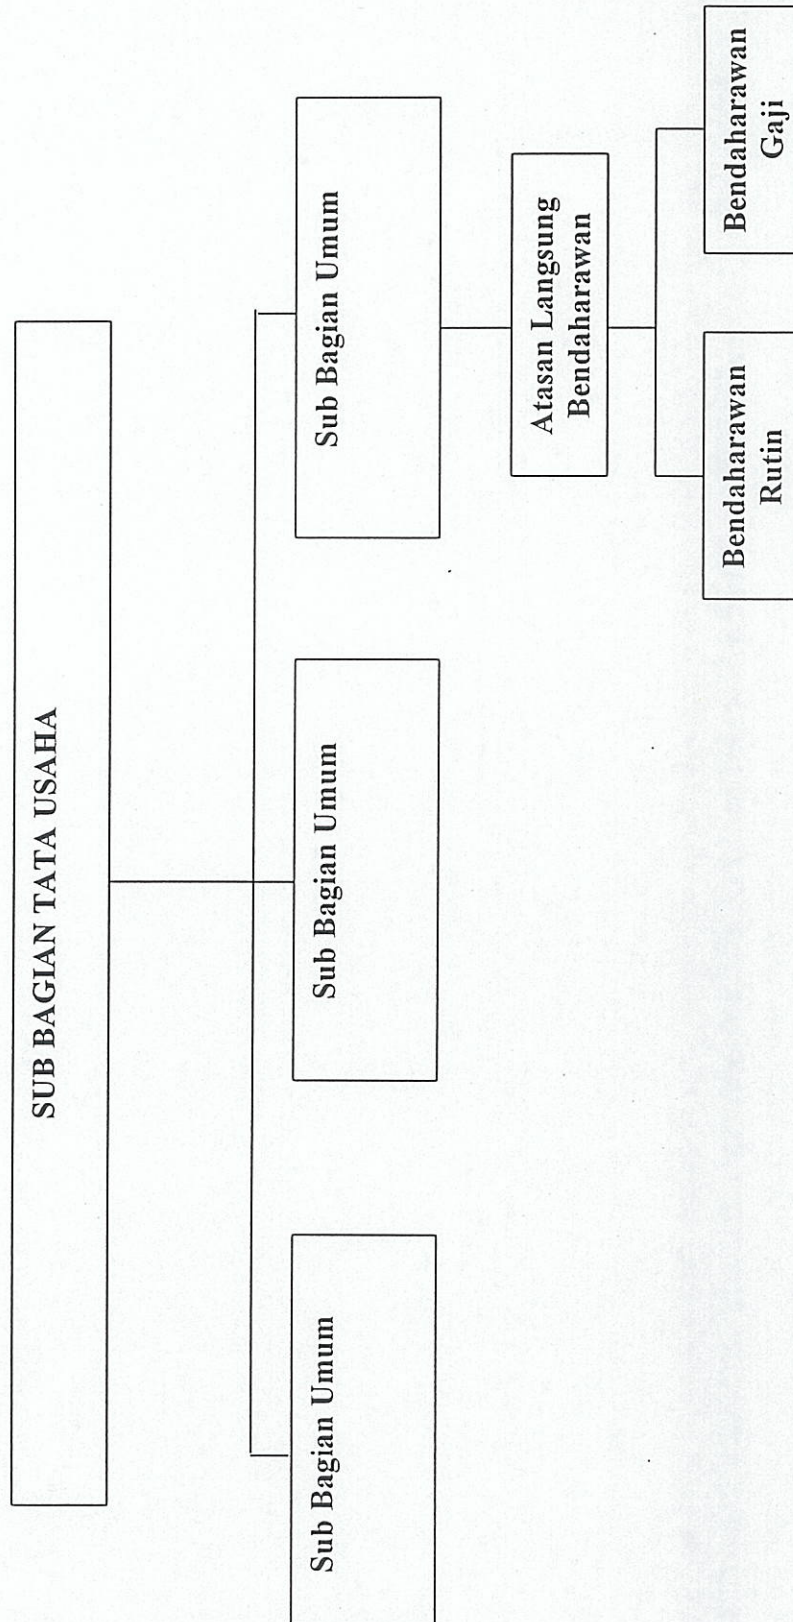 SUB BAGIAN TATA USAHA
Sub Bagian Umum
Sub Bagian Umum
Sub Bagian Umum
Atasan Langsung
Bendaharawan
Bendaharawan
Rutin
Bendaharawan
Gaji